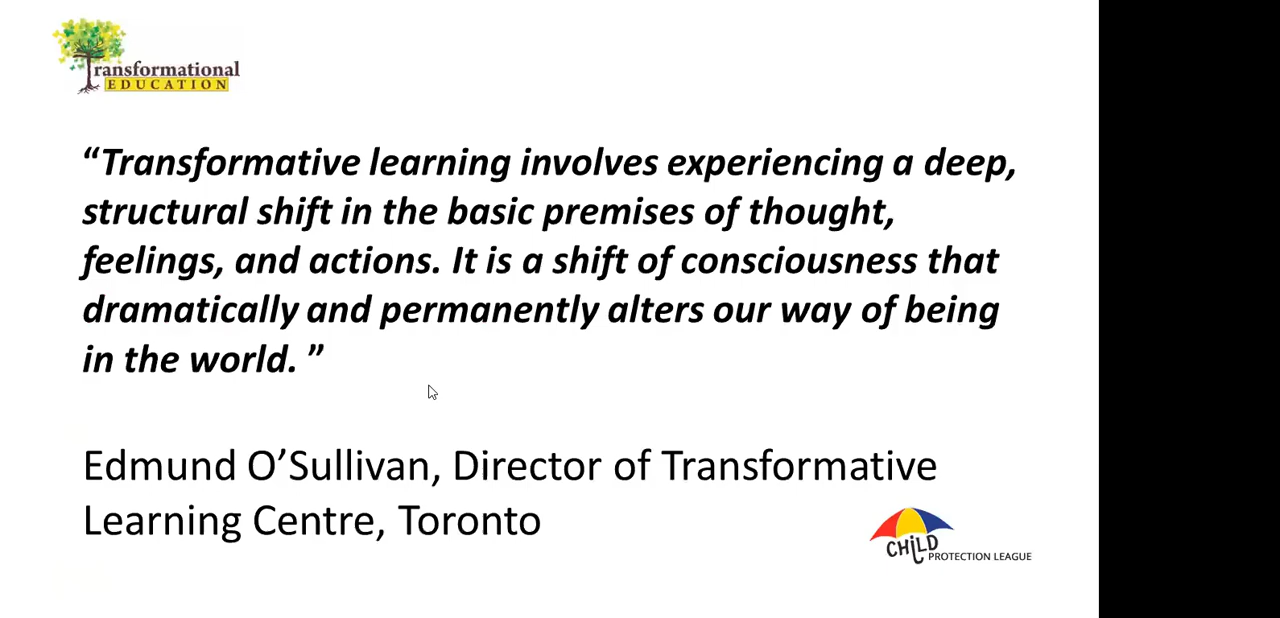 Transformational
EDUCATION
“Transformative learning involves experiencing a deep,
structural shift in the basic premises of thought,
feelings, and actions. It is a shift of consciousness that
dramatically and permanently alters our way of being
in the world. ”
Edmund O’Sullivan, Director of Transformative
Learning Centre, Toronto
CHiLD
PROTECTION LEAGUE